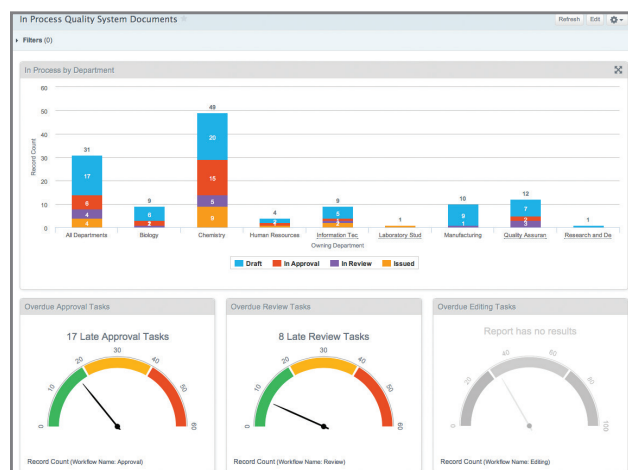 In Process Quality System Documents
Refresh Edit
Filters (0)
In Process by Department
60
50
40
30
20
10
0
Record Count
31
17
6
4
4
9
6
2
49
20
15
5
9
4
2
9
5
2
1
10
9
1
12
7
2
3
1
All Departments Biology Chemistry Human Resources Information Tec Laboratory Stud Manufacturing Quality Assuran Research and De
Owning Department
Draft In Approval In Review Issued
Overdue Approval Tasks
17 Late Approval Tasks
0 10 20 30 40 50 60
Record Count (Workflow Name: Approval)
Overdue Review Tasks
8 Late Review Tasks
0 10 20 30 40 50 60
Record Count (Workflow Name: Review)
Overdue Editing Tasks
Report has no results
0 20 40 60 80 100
Record Count (Workflow Name: Editing)